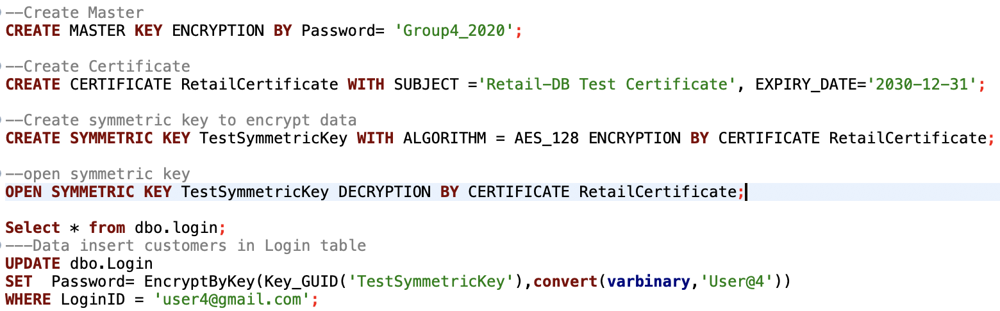 --Create Master
CREATE MASTER KEY ENCRYPTION BY Password= 'Group4_2020';
--Create Certificate
CREATE CERTIFICATE RetailCertificate WITH SUBJECT ='Retail-DB Test Certificate', EXPIRY_DATE='2030-12-31';
--Create symmetric key to encrypt data
CREATE SYMMETRIC KEY TestSymmetricKey WITH ALGORITHM = AES_128 ENCRYPTION BY CERTIFICATE RetailCertificate;
--open symmetric key
OPEN SYMMETRIC KEY TestSymmetricKey DECRYPTION BY CERTIFICATE RetailCertificate;
Select * from dbo.login;
---Data insert customers in Login table
UPDATE dbo.Login
SET  Password= EncryptByKey(Key_GUID('TestSymmetricKey'),convert(varbinary,'User@4'))
WHERE LoginID = 'user4@gmail.com';